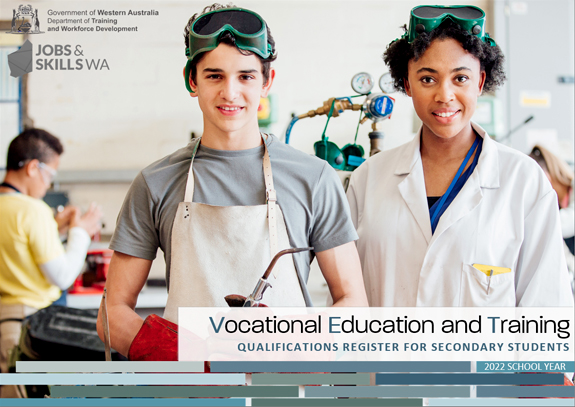 Government of Western Australia
Department of Training
and Workforce Development
JOBS &
SKILLS WA
Vocational Education and Training
QUALIFICATIONS REGISTER FOR SECONDARY STUDENTS
2022 SCHOOL YEAR